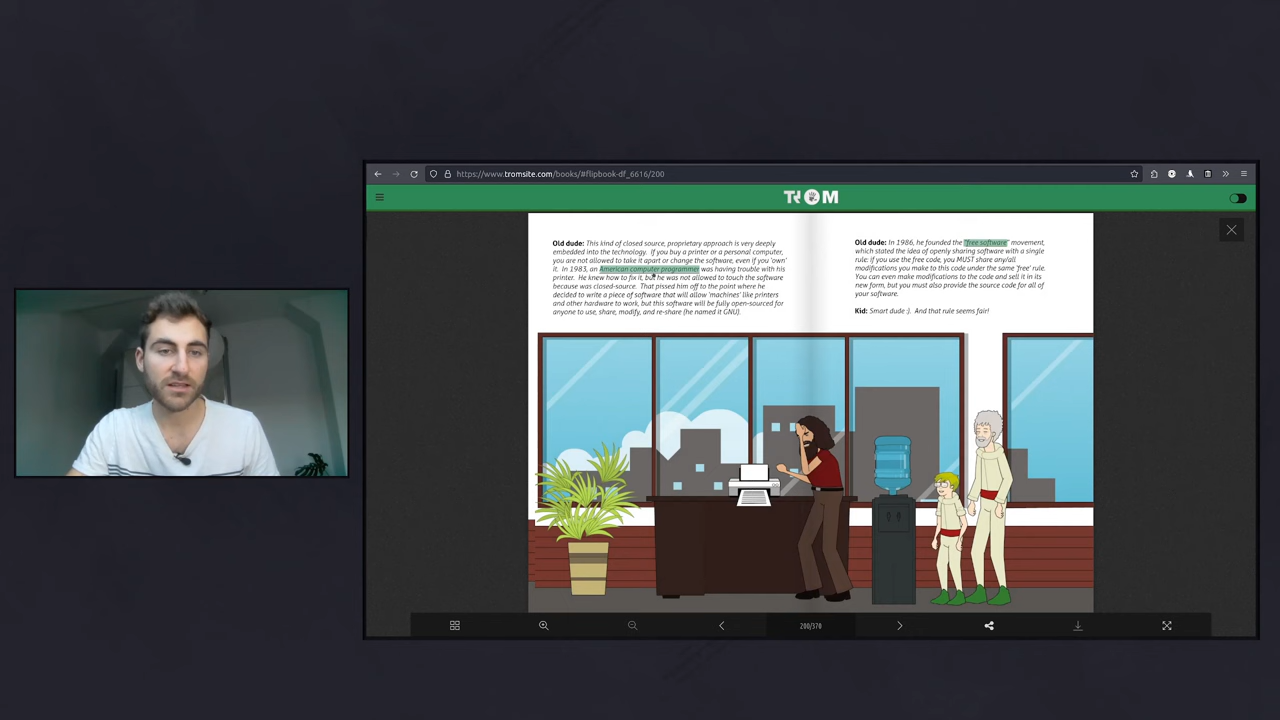 https://www.tromsite.com/books/#flipbook-df_6616/200
TROM
Old dude: This kind of closed source, proprietary approach is very deeply
embedded into the technology. If you buy a printer or a personal computer,
you are not allowed to take it apart or change the software, even if you 'own'
it. In 1983, an American computer programmer was having trouble with his
printer. He knew how to fix it, but he was not allowed to touch the software
because was closed-source. That pissed him off to the point where he
decided to write a piece of software that will allow 'machines' like printers
and other hardware to work, but this software will be fully open-sourced for
anyone to use, share, modify, and re-share (he named it GNU).
Old dude: In 1986, he founded the "free software" movement,
which stated the idea of openly sharing software with a single
rule: if you use the free code, you MUST share any/all
modifications you make to this code under the same 'free' rule.
You can even make modifications to the code and sell it in its
new form, but you must also provide the source code for all of
your software.
Kid: Smart dude :). And that rule seems fair!
200/370